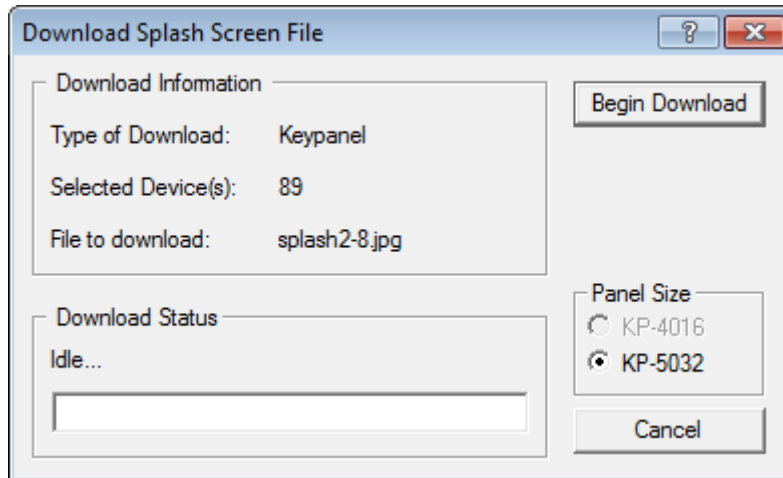 Download Splash Screen File
Download Information
Type of Download: Keypanel
Selected Device(s): 89
File to download: splash2-8.jpg
Begin Download
Download Status
Idle...
Panel Size
KP-4016
KP-5032
Cancel